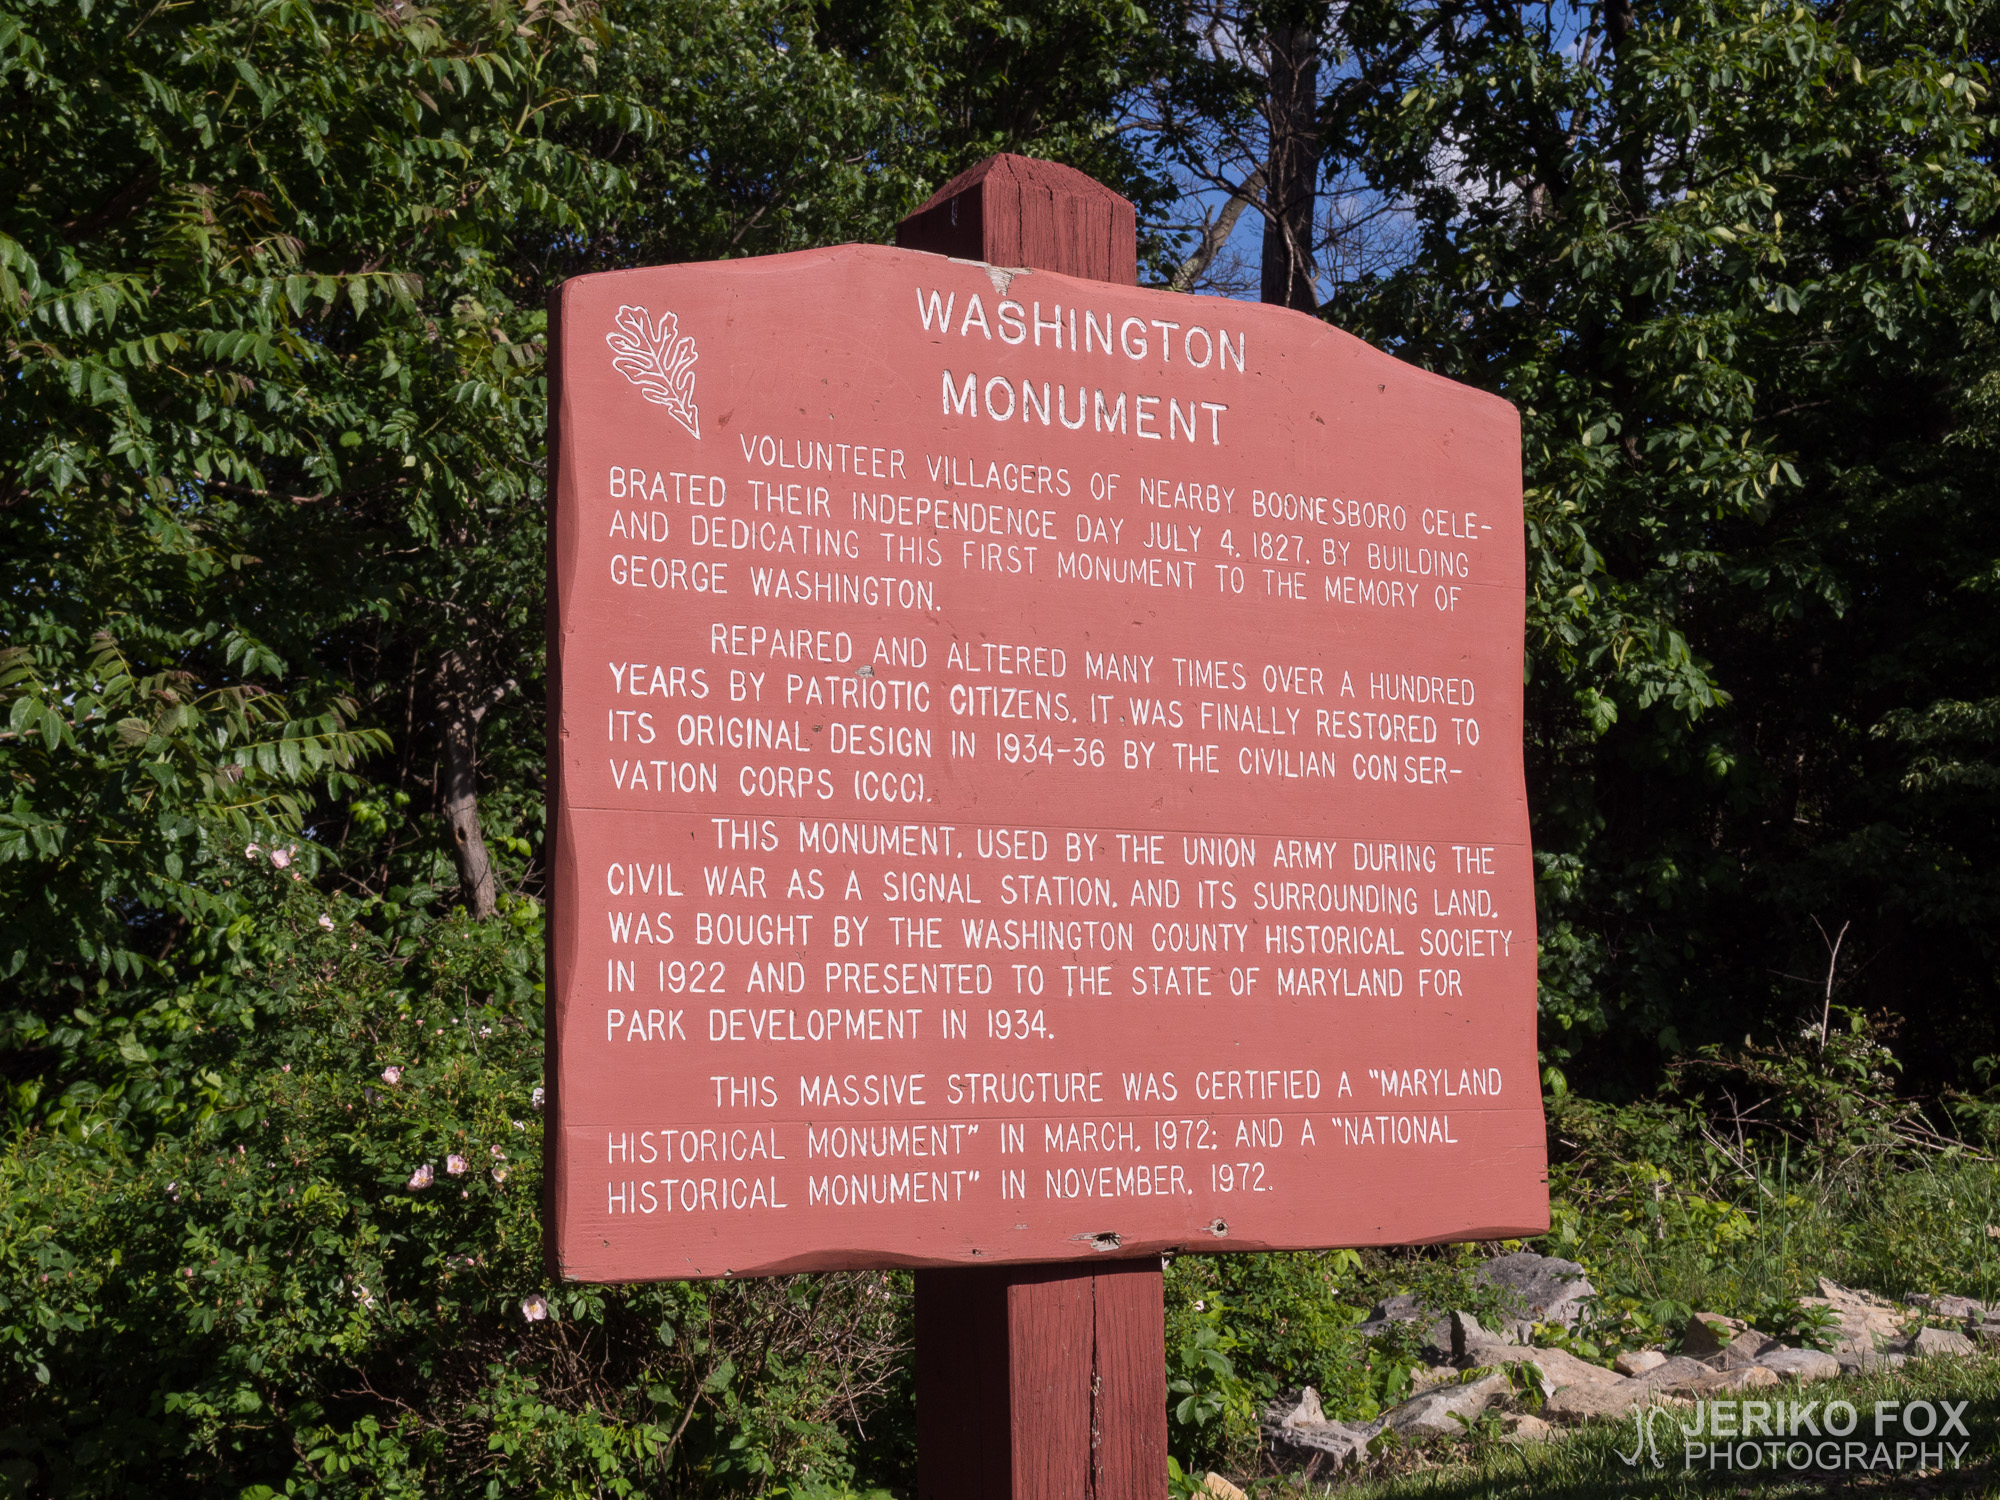 WASHINGTON
MONUMENT
VOLUNTEER VILLAGERS OF NEARBY BOONESBORO CELE-
BRATED THEIR INDEPENDENCE DAY JULY 4, 1827, BY BUILDING
AND DEDICATING THIS FIRST MONUMENT TO THE MEMORY OF
GEORGE WASHINGTON.
REPAIRED AND ALTERED MANY TIMES OVER A HUNDRED
YEARS BY PATRIOTIC CITIZENS, IT WAS FINALLY RESTORED TO
ITS ORIGINAL DESIGN IN 1934-36 BY THE CIVILIAN CONSER-
VATION CORPS (CCC).
THIS MONUMENT, USED BY THE UNION ARMY DURING THE
CIVIL WAR AS A SIGNAL STATION, AND ITS SURROUNDING LAND,
WAS BOUGHT BY THE WASHINGTON COUNTY HISTORICAL SOCIETY
IN 1922 AND PRESENTED TO THE STATE OF MARYLAND FOR
PARK DEVELOPMENT IN 1934.
THIS MASSIVE STRUCTURE WAS CERTIFIED A "MARYLAND
HISTORICAL MONUMENT" IN MARCH, 1972; AND A "NATIONAL
HISTORICAL MONUMENT" IN NOVEMBER, 1972.
JERIKO FOX
PHOTOGRAPHY